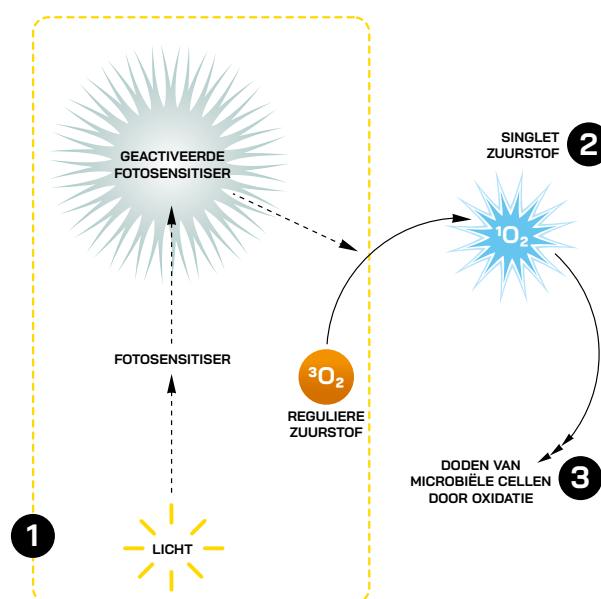 GEACTIVEERDE
FOTOSENSITISER
SINGLET
ZUURSTOF
2
¹O₂
FOTOSENSITISER
³O₂
REGULIERE
ZUURSTOF
DODEN VAN
MICROBIËLE CELLEN
DOOR OXIDATIE
3
1
LICHT